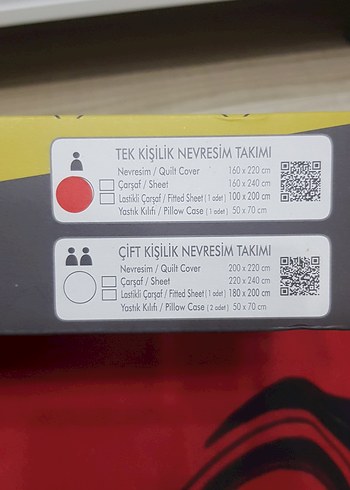 TEK KİŞİLİK NEVRESİM TAKIMI
Nevresim / Quilt Cover 160 x 220 cm
Çarşaf / Sheet 160 x 240 cm
Lastikli Çarşaf / Fitted Sheet (1 adet) 100 x 200 cm
Yastık Kılıfı / Pillow Case (1 adet) 50 x 70 cm
ÇİFT KİŞİLİK NEVRESİM TAKIMI
Nevresim / Quilt Cover 200 x 220 cm
Çarşaf / Sheet 220 x 240 cm
Lastikli Çarşaf / Fitted Sheet (1 adet) 180 x 200 cm
Yastık Kılıfı / Pillow Case (2 adet) 50 x 70 cm